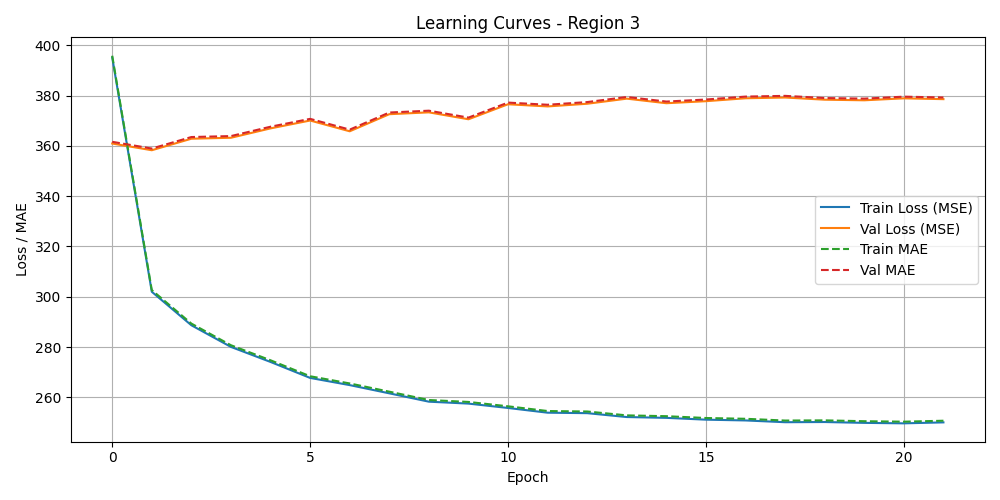 Learning Curves - Region 3
400
380
360
340
320
300
280
260
Loss / MAE
0
5
10
15
20
Epoch
Train Loss (MSE)
Val Loss (MSE)
Train MAE
Val MAE